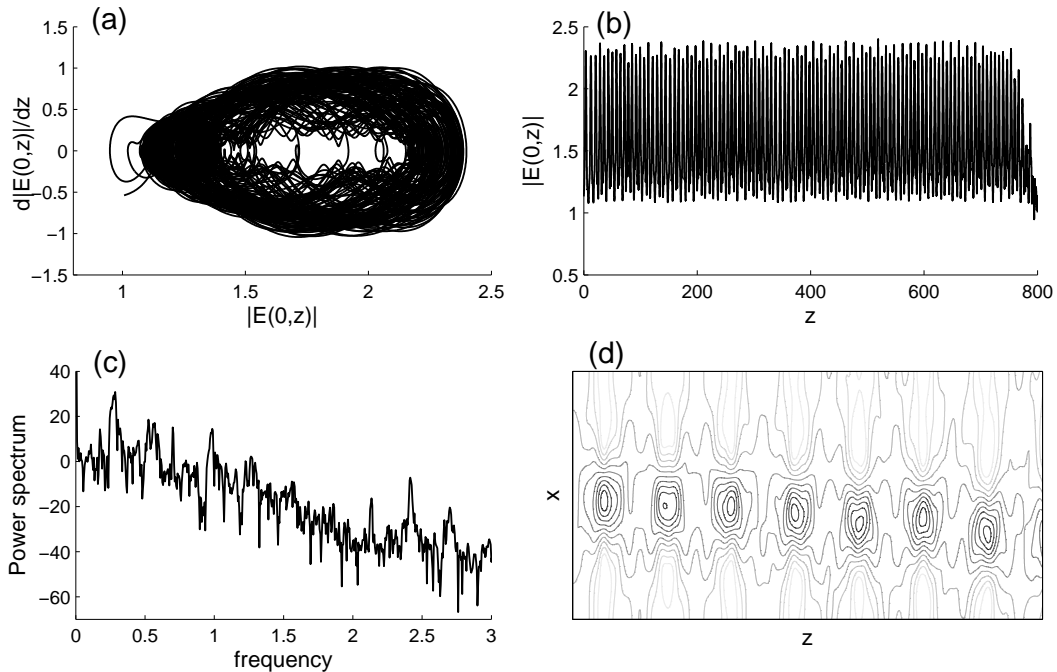 (a)
1.5
1
0.5
0
−0.5
−1
−1.5
d|E(0,z)|/dz
1 1.5 2 2.5
|E(0,z)|
(b)
2.5
2
1.5
1
0.5
|E(0,z)|
0 200 400 600 800
z
(c)
40
20
0
−20
−40
−60
Power spectrum
0 0.5 1 1.5 2 2.5 3
frequency
(d)
x
z